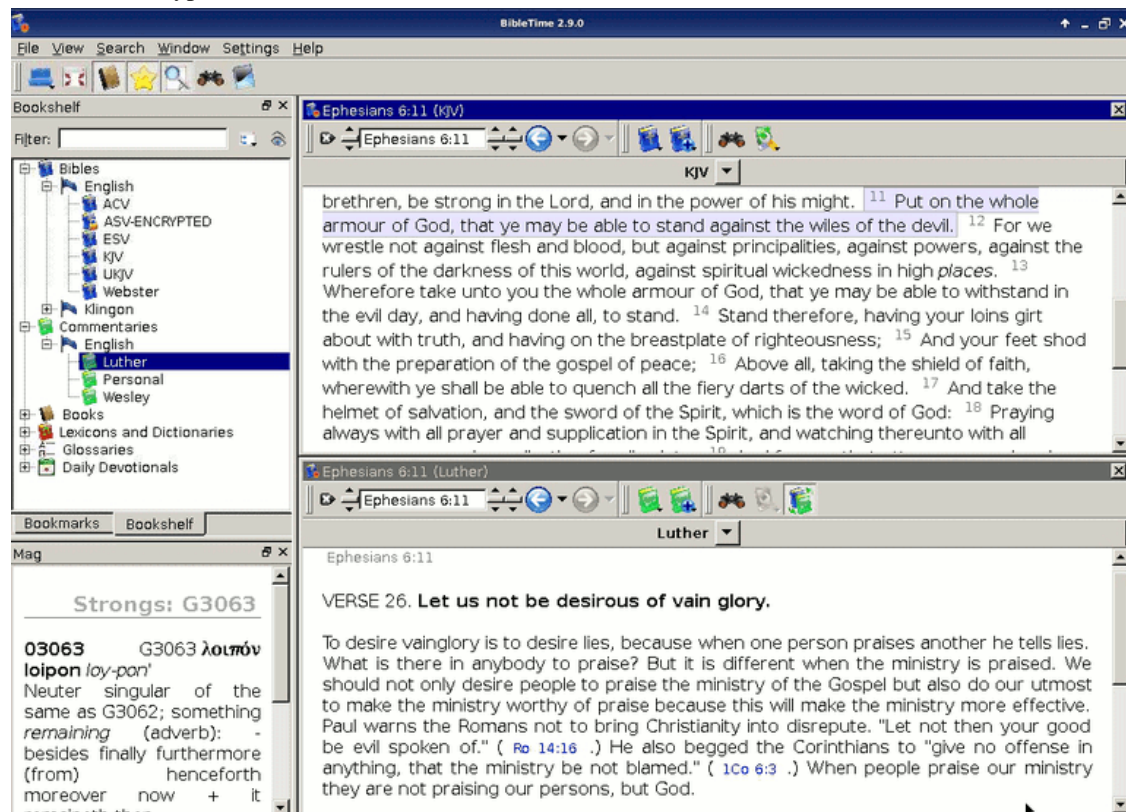 BibleTime 2.9.0
File View Search Window Settings Help
Bookshelf
Filter:
Bibles
English
ACV
ASV-ENCRYPTED
ESV
KJV
UKJV
Webster
Klingon
Commentaries
English
Luther
Personal
Wesley
Books
Lexicons and Dictionaries
Glossaries
Daily Devotionals
Bookmarks Bookshelf
Mag
Strongs: G3063
03063 G3063 λοιπόν
loipon loy-pon'
Neuter singular of the
same as G3062; something
remaining (adverb): -
besides finally furthermore
(from) henceforth
moreover now + it
Ephesians 6:11 (KJV)
Ephesians 6:11
KJV
brethren, be strong in the Lord, and in the power of his might. 11 Put on the whole
armour of God, that ye may be able to stand against the wiles of the devil. 12 For we
wrestle not against flesh and blood, but against principalities, against powers, against the
rulers of the darkness of this world, against spiritual wickedness in high places. 13
Wherefore take unto you the whole armour of God, that ye may be able to withstand in
the evil day, and having done all, to stand. 14 Stand therefore, having your loins girt
about with truth, and having on the breastplate of righteousness; 15 And your feet shod
with the preparation of the gospel of peace; 16 Above all, taking the shield of faith,
wherewith ye shall be able to quench all the fiery darts of the wicked. 17 And take the
helmet of salvation, and the sword of the Spirit, which is the word of God: 18 Praying
always with all prayer and supplication in the Spirit, and watching thereunto with all
Ephesians 6:11 (Luther)
Ephesians 6:11
Luther
Ephesians 6:11
VERSE 26. Let us not be desirous of vain glory.
To desire vainglory is to desire lies, because when one person praises another he tells lies.
What is there in anybody to praise? But it is different when the ministry is praised. We
should not only desire people to praise the ministry of the Gospel but also do our utmost
to make the ministry worthy of praise because this will make the ministry more effective.
Paul warns the Romans not to bring Christianity into disrepute. "Let not then your good
be evil spoken of." ( Ro 14:16 .) He also begged the Corinthians to "give no offense in
anything, that the ministry be not blamed." ( 1Co 6:3 .) When people praise our ministry
they are not praising our persons, but God.